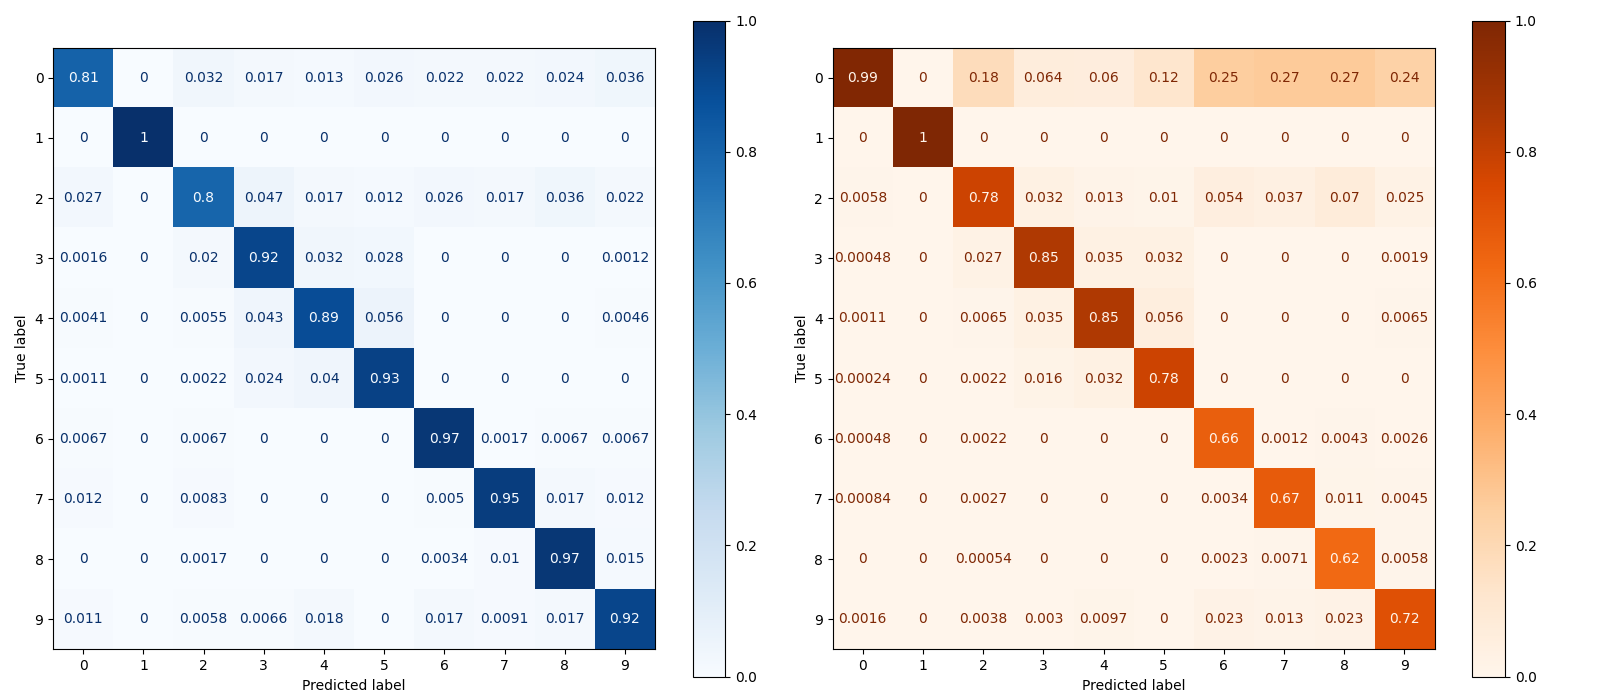 0 0.81 0 0.032 0.017 0.013 0.026 0.022 0.022 0.024 0.036
1 0 1 0 0 0 0 0 0 0 0
2 0.027 0 0.8 0.047 0.017 0.012 0.026 0.017 0.036 0.022
3 0.0016 0 0.02 0.92 0.032 0.028 0 0 0 0.0012
4 0.0041 0 0.0055 0.043 0.89 0.056 0 0 0 0.0046
5 0.0011 0 0.0022 0.024 0.04 0.93 0 0 0 0
6 0.0067 0 0.0067 0 0 0 0.97 0.0017 0.0067 0.0067
7 0.012 0 0.0083 0 0 0 0.005 0.95 0.017 0.012
8 0 0 0.0017 0 0 0 0.0034 0.01 0.97 0.015
9 0.011 0 0.0058 0.0066 0.018 0 0.017 0.0091 0.017 0.92
0 1 2 3 4 5 6 7 8 9
True label
Predicted label
1.0
0.8
0.6
0.4
0.2
0.0
0 0.99 0 0.18 0.064 0.06 0.12 0.25 0.27 0.27 0.24
1 0 1 0 0 0 0 0 0 0 0
2 0.0058 0 0.78 0.032 0.013 0.01 0.054 0.037 0.07 0.025
3 0.00048 0 0.027 0.85 0.035 0.032 0 0 0 0.0019
4 0.0011 0 0.0065 0.035 0.85 0.056 0 0 0 0.0065
5 0.00024 0 0.0022 0.016 0.032 0.78 0 0 0 0
6 0.00048 0 0.0022 0 0 0 0.66 0.0012 0.0043 0.0026
7 0.00084 0 0.0027 0 0 0 0.0034 0.67 0.011 0.0045
8 0 0 0.00054 0 0 0 0.0023 0.0071 0.62 0.0058
9 0.0016 0 0.0038 0.003 0.0097 0 0.023 0.013 0.023 0.72
0 1 2 3 4 5 6 7 8 9
True label
Predicted label
1.0
0.8
0.6
0.4
0.2
0.0